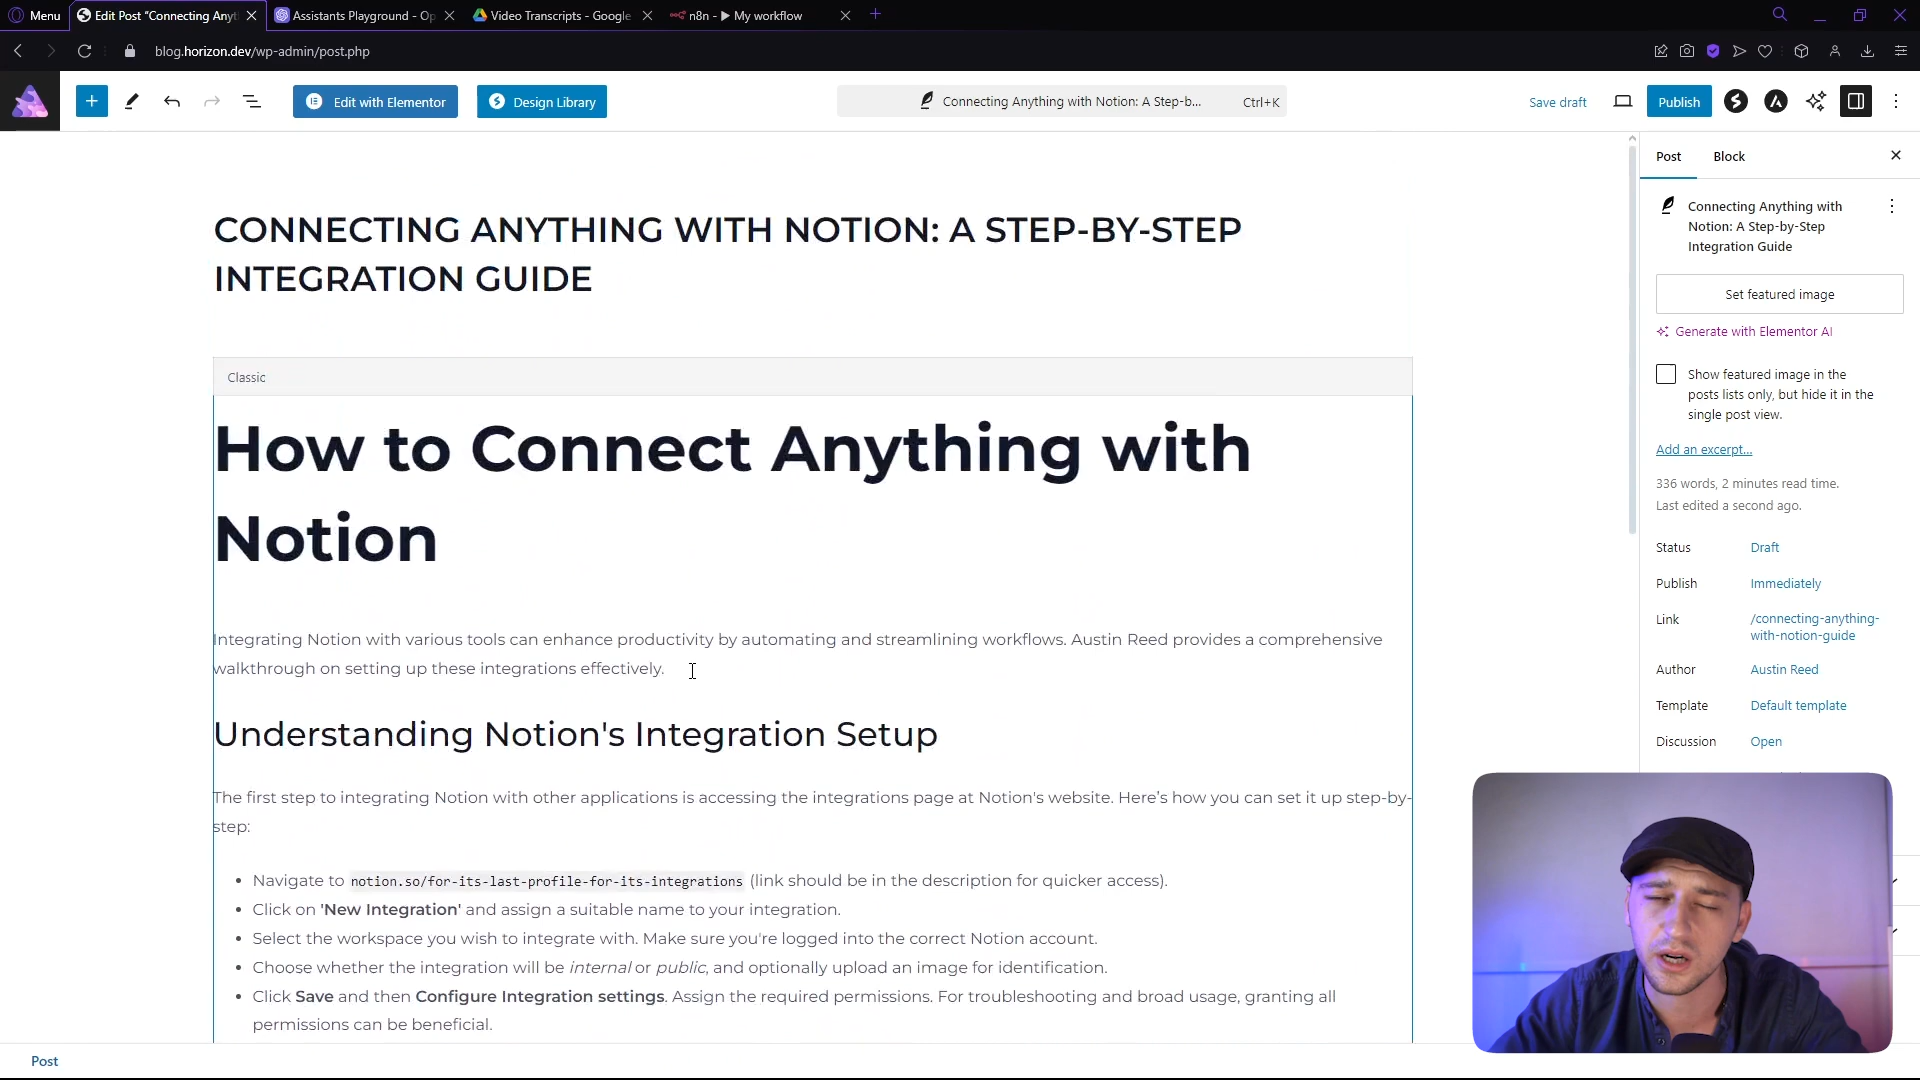 Menu
Edit Post “Connecting Anyt
Assistants Playground - Op
Video Transcripts - Google
n8n - ▶ My workflow
blog.horizon.dev/wp-admin/post.php
Edit with Elementor
Design Library
Connecting Anything with Notion: A Step-b... Ctrl+K
Save draft
Publish
Post Block
CONNECTING ANYTHING WITH NOTION: A STEP-BY-STEP
INTEGRATION GUIDE
Classic
How to Connect Anything with
Notion
Integrating Notion with various tools can enhance productivity by automating and streamlining workflows. Austin Reed provides a comprehensive
walkthrough on setting up these integrations effectively.
Understanding Notion's Integration Setup
The first step to integrating Notion with other applications is accessing the integrations page at Notion's website. Here’s how you can set it up step-by-
step:
• Navigate to notion.so/for-its-last-profile-for-its-integrations (link should be in the description for quicker access).
• Click on 'New Integration' and assign a suitable name to your integration.
• Select the workspace you wish to integrate with. Make sure you're logged into the correct Notion account.
• Choose whether the integration will be internal or public, and optionally upload an image for identification.
• Click Save and then Configure Integration settings. Assign the required permissions. For troubleshooting and broad usage, granting all
permissions can be beneficial.
Connecting Anything with
Notion: A Step-by-Step
Integration Guide
Set featured image
Generate with Elementor AI
Show featured image in the
posts lists only, but hide it in the
single post view.
Add an excerpt...
336 words, 2 minutes read time.
Last edited a second ago.
Status Draft
Publish Immediately
Link /connecting-anything-
with-notion-guide
Author Austin Reed
Template Default template
Discussion Open
Post